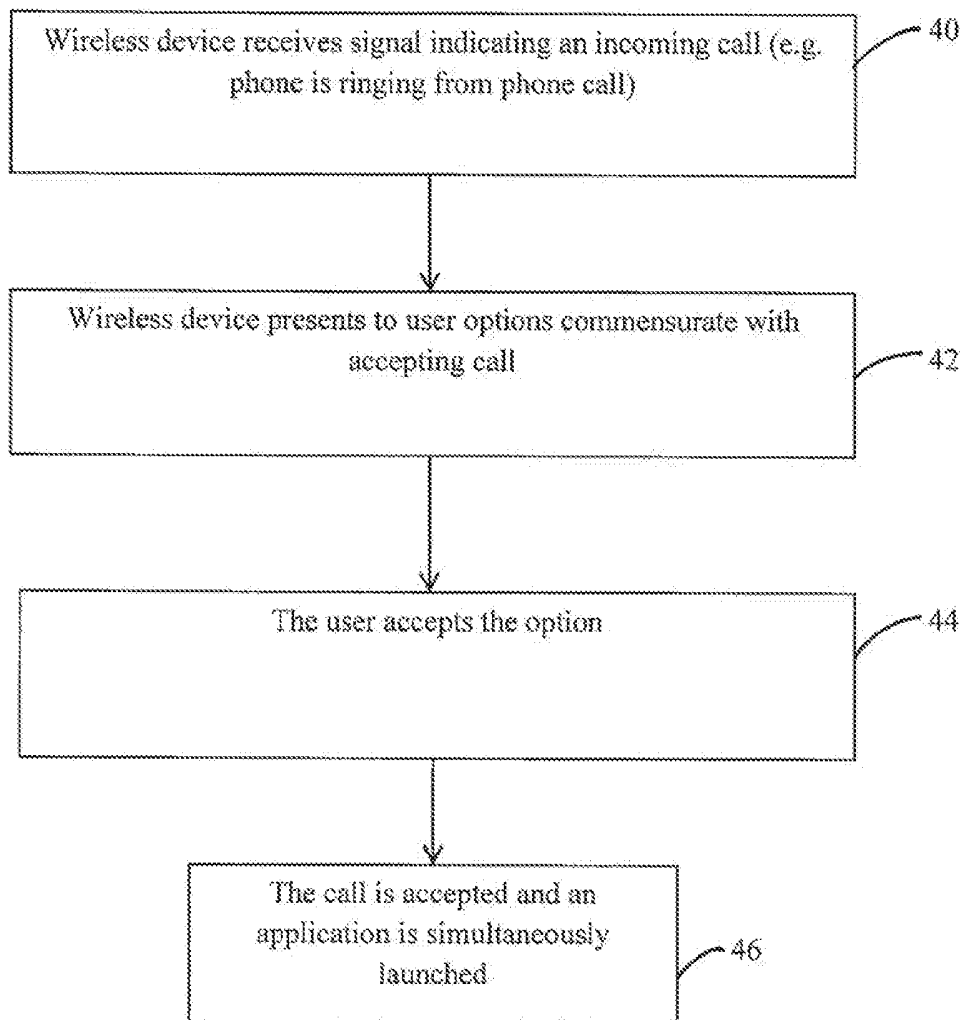 Wireless device receives signal indicating an incoming call (e.g.
phone is ringing from phone call)
40
Wireless device presents to user options commensurate with
accepting call
42
The user accepts the option
44
The call is accepted and an
application is simultaneously
launched
46